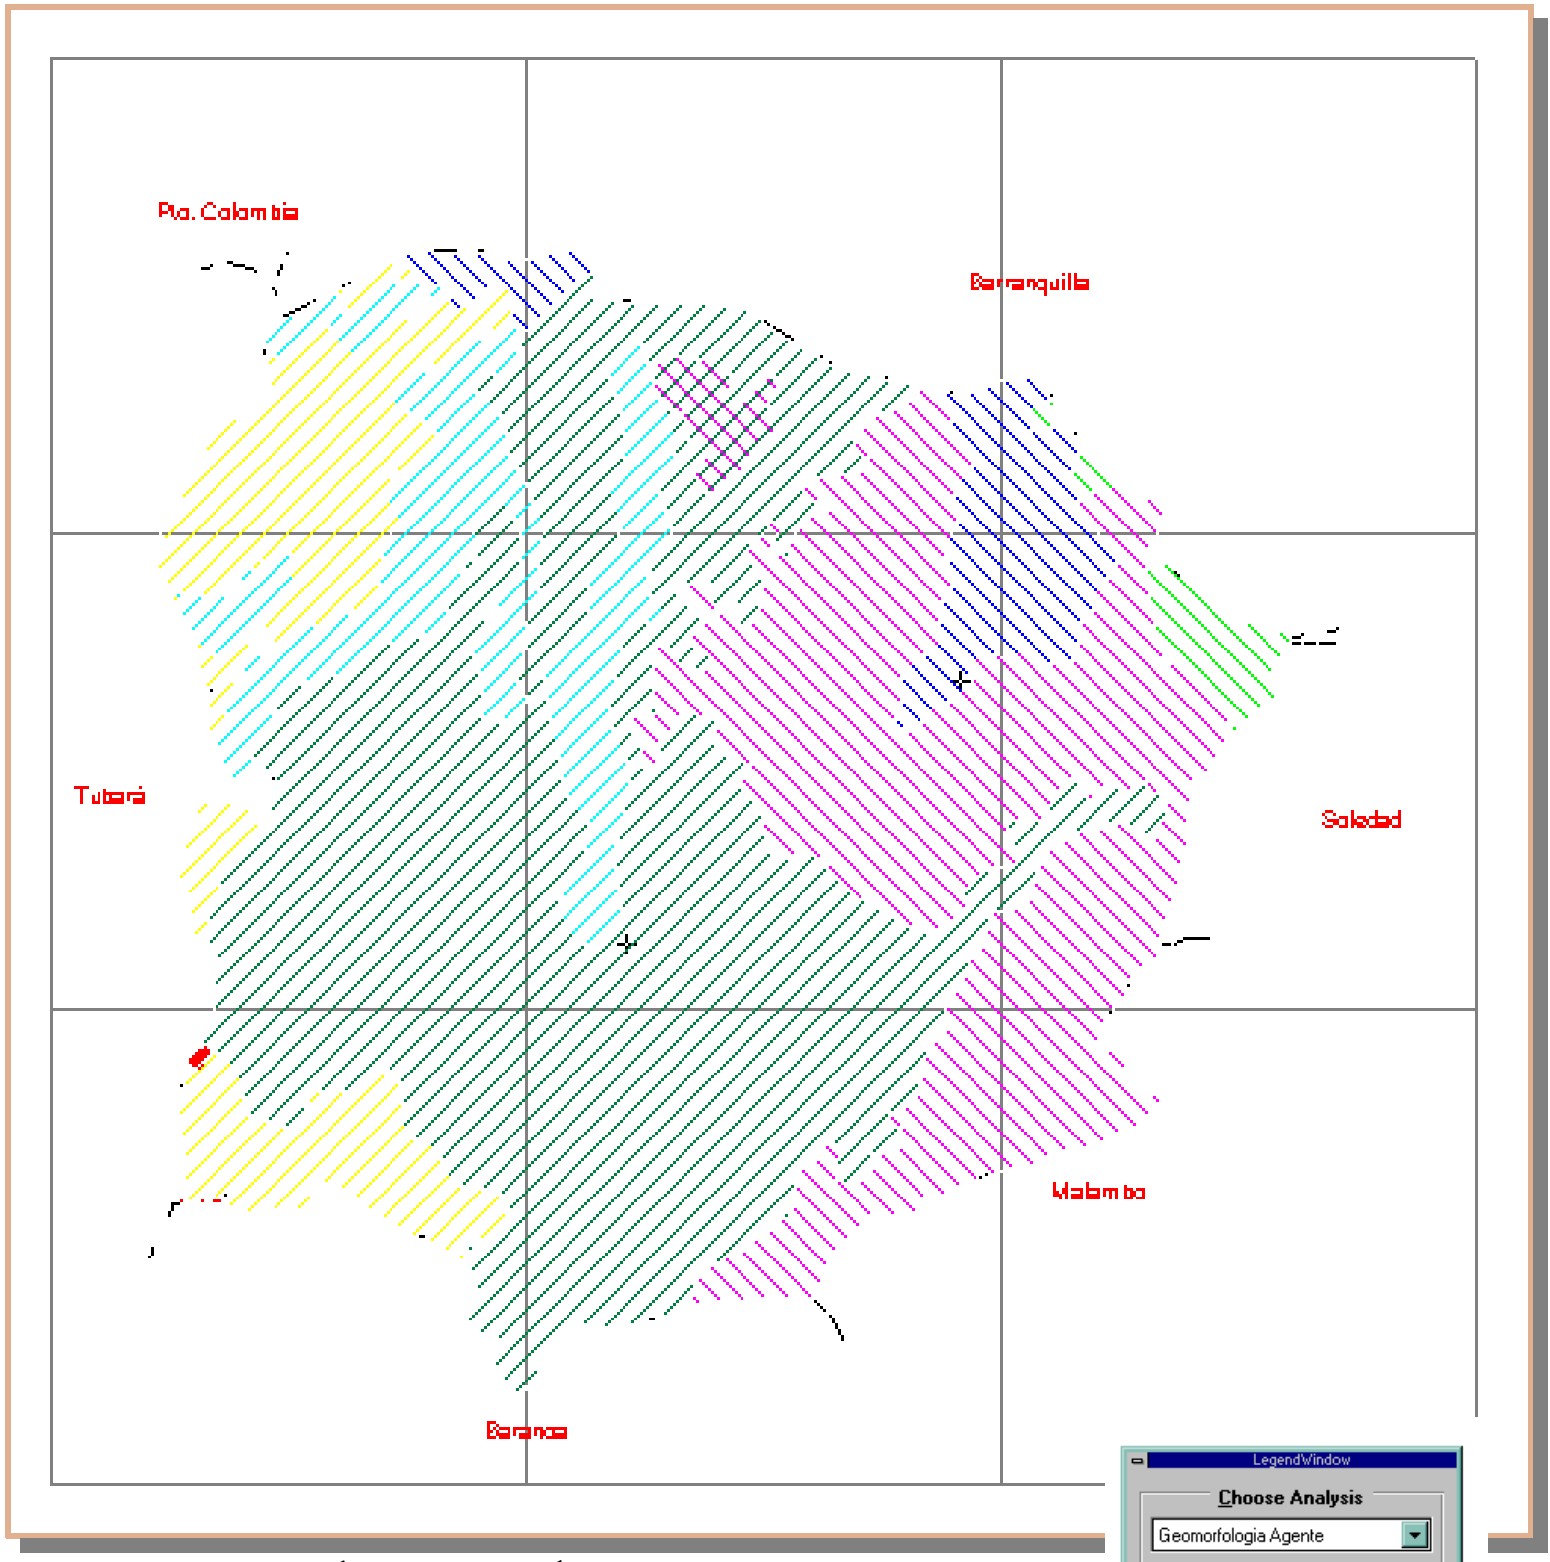 Pto. Colombia
Barranquilla
Tubará
Soledad
Malambo
Baranoa
LegendWindow
Choose Analysis
Geomorfologia Agente